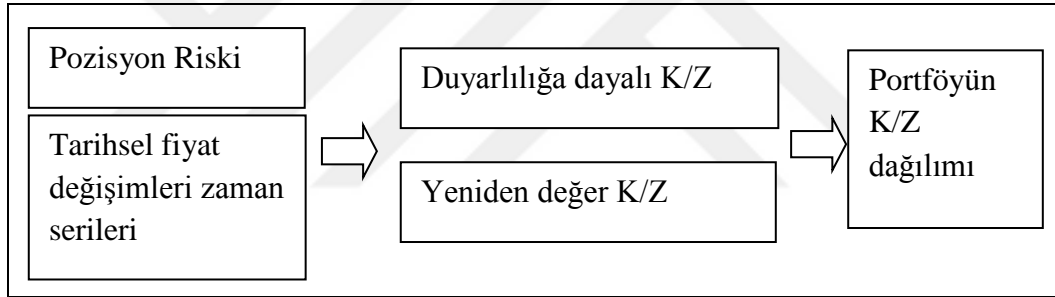 Pozisyon Riski
Tarihsel fiyat
değişimleri zaman
serileri
Duyarlılığa dayalı K/Z
Yeniden değer K/Z
Portföyün
K/Z
dağılımı